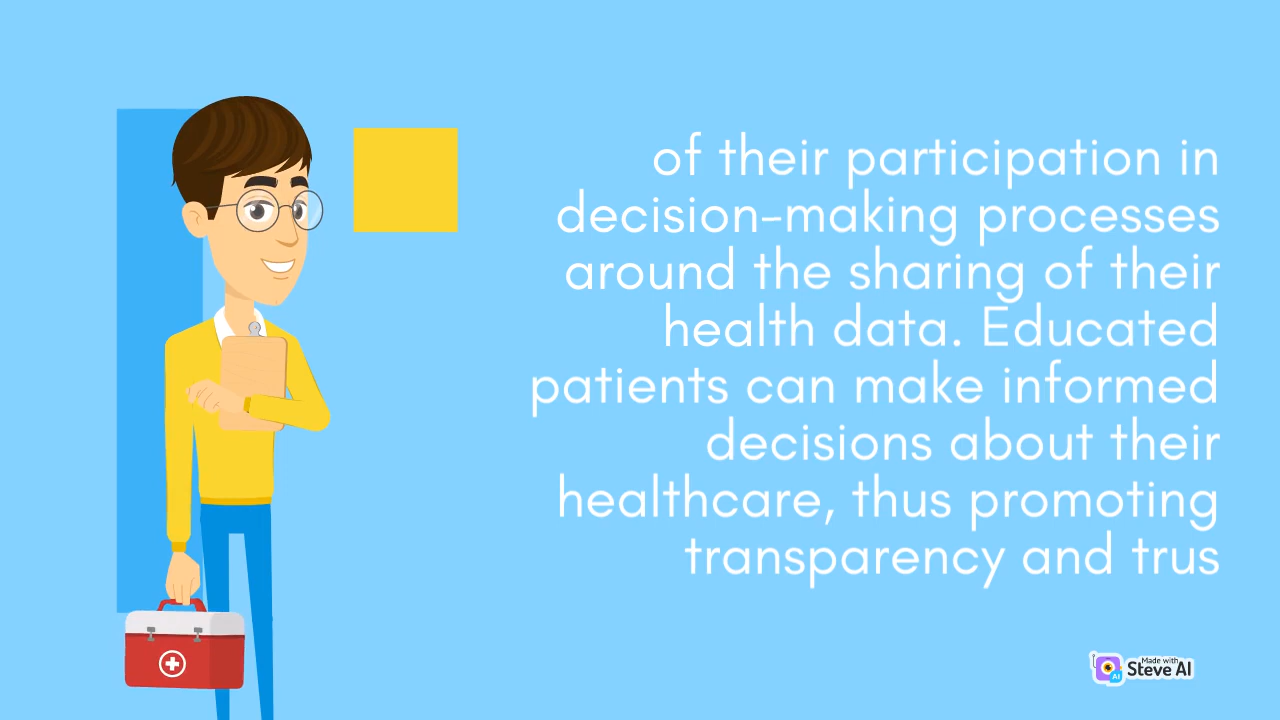 of their participation in
decision-making processes
around the sharing of their
health data. Educated
patients can make informed
decisions about their
healthcare, thus promoting
transparency and trus
Made with
Steve AI
AI